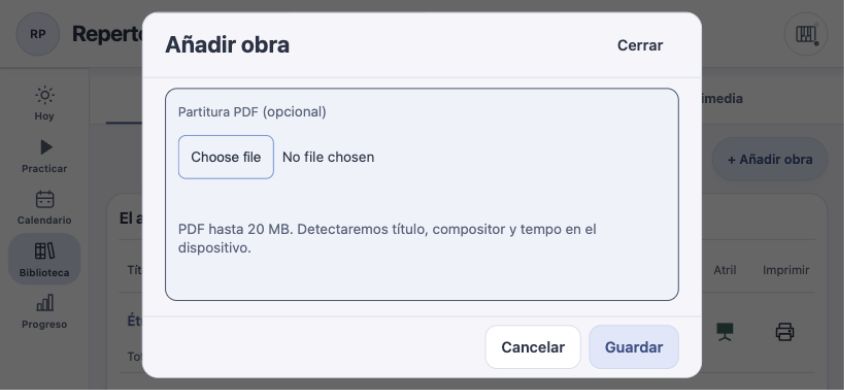 RP
Reperto
Añadir obra
Cerrar
Hoy
Practicar
Calendario
Biblioteca
Progreso
Partitura PDF (opcional)
Choose file No file chosen
PDF hasta 20 MB. Detectaremos título, compositor y tempo en el
dispositivo.
imedia
+ Añadir obra
El a
Tít
Atril Imprimir
Ét
Tot
Cancelar Guardar